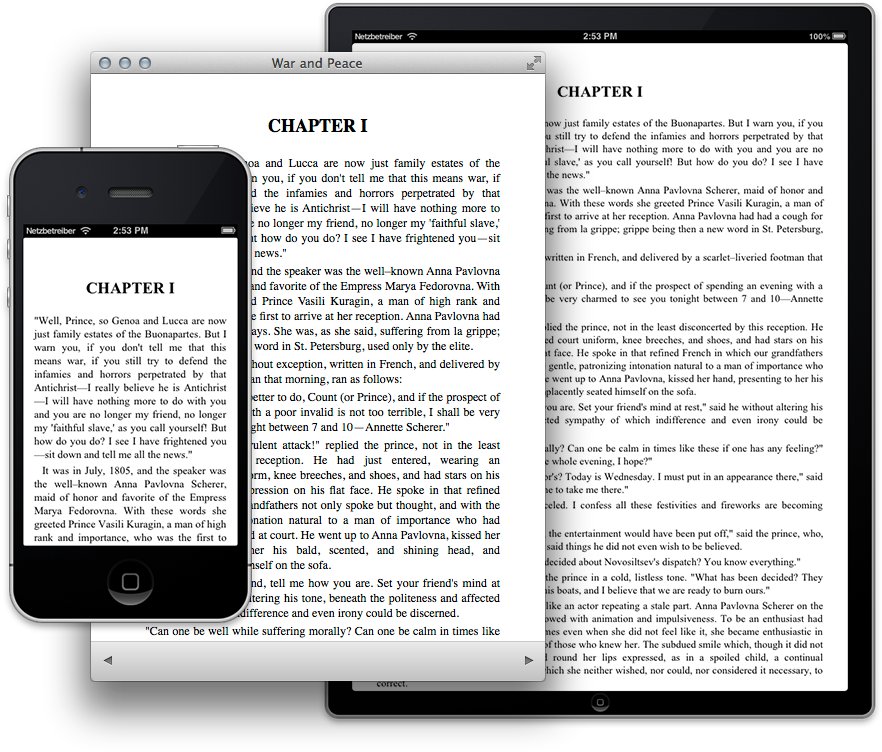 Netzbetreiber 2:53 PM
CHAPTER I
"Well, Prince, so Genoa and Lucca are now
just family estates of the Buonapartes. But I
warn you, if you don't tell me that this
means war, if you still try to defend the
infamies and horrors perpetrated by that
Antichrist—I really believe he is Antichrist
—I will have nothing more to do with you
and you are no longer my friend, no longer
my 'faithful slave,' as you call yourself! But
how do you do? I see I have frightened you
—sit down and tell me all the news."
It was in July, 1805, and the speaker was
the well–known Anna Pavlovna Scherer,
maid of honor and favorite of the Empress
Marya Fedorovna. With these words she
greeted Prince Vasili Kuragin, a man of high
rank and importance, who was the first to
War and Peace
CHAPTER I
and Lucca are now just family estates of the
you, if you don't tell me that this means war, if
the infamies and horrors perpetrated by that
he is Antichrist—I will have nothing more to
no longer my friend, no longer my 'faithful slave,'
how do you do? I see I have frightened you—sit
news."
and the speaker was the well–known Anna Pavlovna
and favorite of the Empress Marya Fedorovna. With
Prince Vasili Kuragin, a man of high rank and
first to arrive at her reception. Anna Pavlovna had
She was, as she said, suffering from la grippe;
word in St. Petersburg, used only by the elite.
without exception, written in French, and delivered by
that morning, ran as follows:
better to do, Count (or Prince), and if the prospect of
a poor invalid is not too terrible, I shall be very
between 7 and 10—Annette Scherer."
attack!" replied the prince, not in the least
reception. He had just entered, wearing an
knee breeches, and shoes, and had stars on his
expression on his flat face. He spoke in that refined
grandfathers not only spoke but thought, and with the
intonation natural to a man of importance who had
at court. He went up to Anna Pavlovna, kissed her
her his bald, scented, and shining head, and
himself on the sofa.
tell me how you are. Set your friend's mind at
altering his tone, beneath the politeness and affected
indifference and even irony could be discerned.
"Can one be well while suffering morally? Can one be calm in times like
Netzbetreiber 2:53 PM 100%
CHAPTER I
now just family estates of the Buonapartes. But I warn you, if you
still try to defend the infamies and horrors perpetrated by that
I will have nothing more to do with you and you are no
slave,' as you call yourself! But how do you do? I see I have
the news."
was the well–known Anna Pavlovna Scherer, maid of honor and
With these words she greeted Prince Vasili Kuragin, a man of
first to arrive at her reception. Anna Pavlovna had had a cough for
from la grippe; grippe being then a new word in St. Petersburg,
written in French, and delivered by a scarlet–liveried footman that
(or Prince), and if the prospect of spending an evening with a
be very charmed to see you tonight between 7 and 10—Annette
replied the prince, not in the least disconcerted by this reception. He
court uniform, knee breeches, and shoes, and had stars on his
face. He spoke in that refined French in which our grandfathers
gentle, patronizing intonation natural to a man of importance who
went up to Anna Pavlovna, kissed her hand, presenting to her his
complacently seated himself on the sofa.
you are. Set your friend's mind at rest," said he without altering his
sympathy of which indifference and even irony could be
Can one be calm in times like these if one has any feeling?"
whole evening, I hope?"
Today is Wednesday. I must put in an appearance there," said
me to take me there."
I confess all these festivities and fireworks are becoming
the entertainment would have been put off," said the prince, who,
said things he did not even wish to be believed.
decided about Novosiltsev's dispatch? You know everything."
the prince in a cold, listless tone. "What has been decided? They
his boats, and I believe that we are ready to burn ours."
like an actor repeating a stale part. Anna Pavlovna Scherer on the
with animation and impulsiveness. To be an enthusiast had
even when she did not feel like it, she became enthusiastic in
of those who knew her. The subdued smile which, though it did not
round her lips expressed, as in a spoiled child, a continual
which she neither wished, nor could, nor considered it necessary, to
correct.